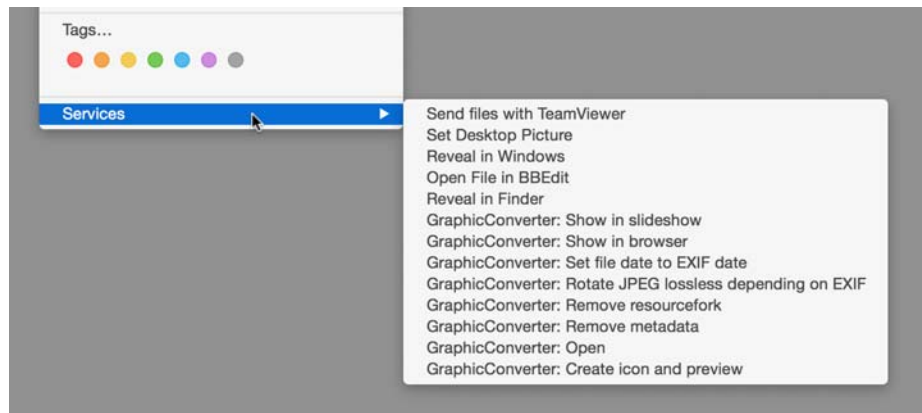 Tags...
Services
Send files with TeamViewer
Set Desktop Picture
Reveal in Windows
Open File in BBEdit
Reveal in Finder
GraphicConverter: Show in slideshow
GraphicConverter: Show in browser
GraphicConverter: Set file date to EXIF date
GraphicConverter: Rotate JPEG lossless depending on EXIF
GraphicConverter: Remove resourcefork
GraphicConverter: Remove metadata
GraphicConverter: Open
GraphicConverter: Create icon and preview